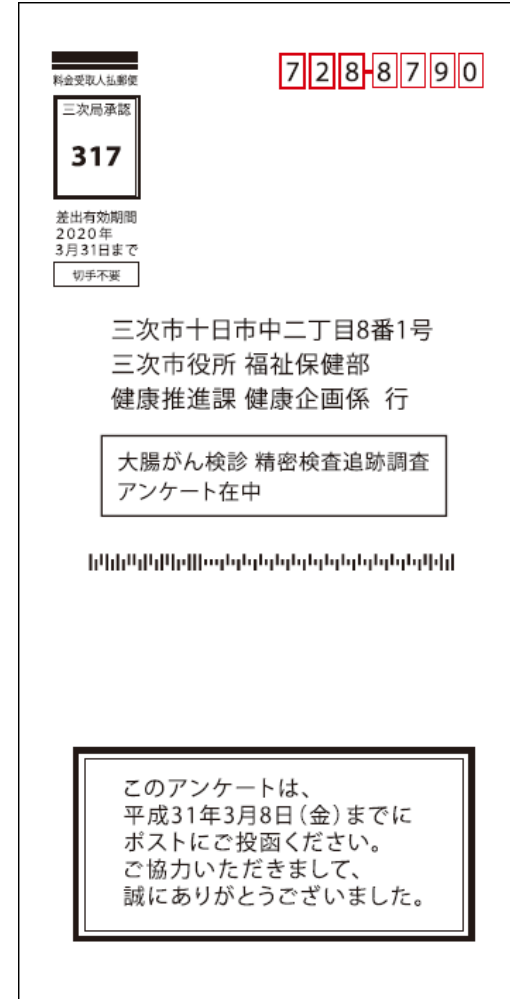 料金受取人払郵便
三次局承認
317
差出有効期間
2020年
3月31日まで
切手不要
728-8790
三次市十日市中二丁目8番1号
三次市役所 福祉保健部
健康推進課 健康企画係 行
大腸がん検診 精密検査追跡調査
アンケート在中
このアンケートは、
平成31年3月8日(金)までに
ポストにご投函ください。
ご協力いただきまして、
誠にありがとうございました。